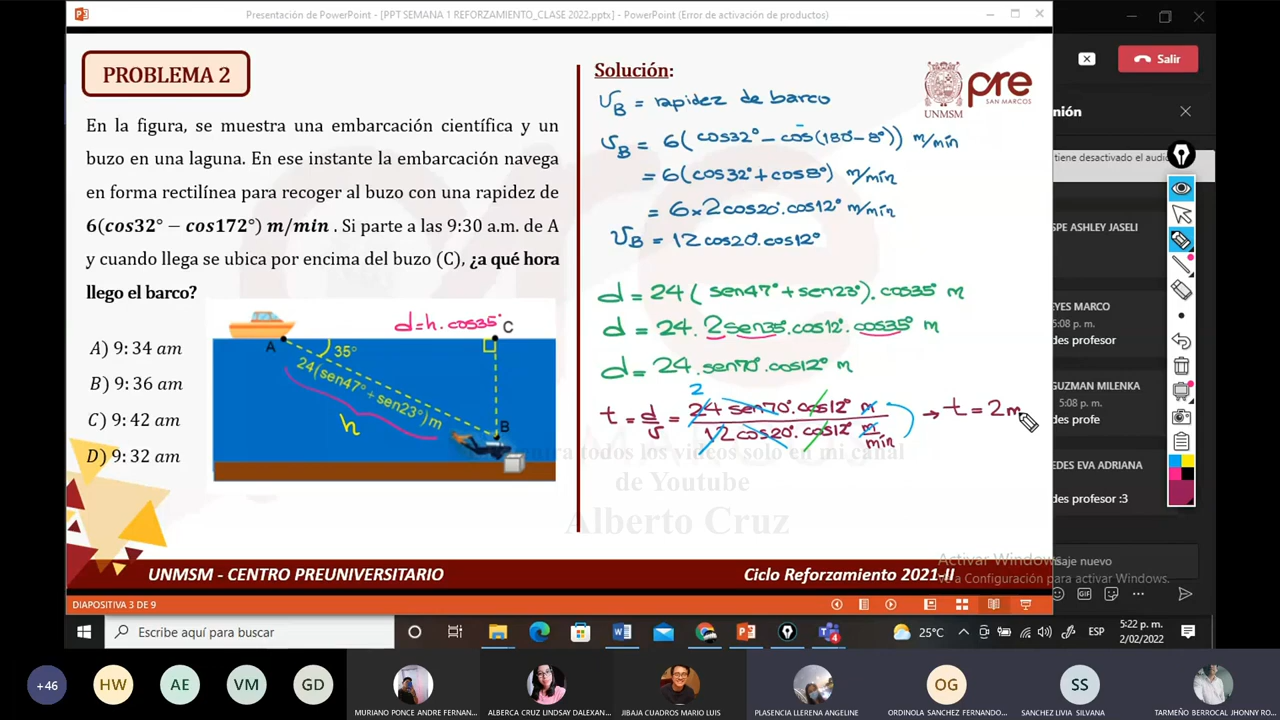 Presentación de PowerPoint - [PPT SEMANA 1 REFORZAMIENTO_CLASE 2022.pptx] - PowerPoint (Error de activación de productos)
Salir
nión
tiene desactivado el audio
PROBLEMA 2
En la figura, se muestra una embarcación científica y un
buzo en una laguna. En ese instante la embarcación navega
en forma rectilínea para recoger al buzo con una rapidez de
6(cos32° − cos172°) m/min . Si parte a las 9:30 a.m. de A
y cuando llega se ubica por encima del buzo (C), ¿a qué hora
llego el barco?
A) 9:34 am
B) 9:36 am
C) 9:42 am
D) 9:32 am
d=h.cos35°
C
A
35°
24(sen47°+sen23°)m
h
B
Solución:
UNMSM
pre
SAN MARCOS
υB = rapidez de barco
υB = 6(cos32° − cos(180°−8°)) m/min
= 6(cos32°+cos8°) m/min
= 6×2cos20°.cos12° m/min
υB = 12cos20°.cos12°
d = 24(sen47°+sen23°).cos35° m
d = 24.2sen35°.cos12°.cos35° m
d = 24.sen70°.cos12° m
2
t = d/υ = 24 sen70°.cos12° m / 12 cos20°.cos12° m/min → t = 2m
todos los videos solo en mi canal
de Youtube
Alberto Cruz
SPE ASHLEY JASELI
EYES MARCO
5:08 p. m.
des profesor
GUZMAN MILENKA
5:08 p. m.
des profe
EDES EVA ADRIANA
des profesor :3
saje nuevo
Activar Windows
Ve a Configuración para activar Windows.
GIF
UNMSM - CENTRO PREUNIVERSITARIO
Ciclo Reforzamiento 2021-II
DIAPOSITIVA 3 DE 9
Escribe aquí para buscar
4
25°C
ESP
5:22 p. m.
2/02/2022
+46
HW
AE
VM
GD
MURIANO PONCE ANDRE FERNAN...
ALBERCA CRUZ LINDSAY DALEXAN...
JIBAJA CUADROS MARIO LUIS
PLASENCIA LLERENA ANGELINE
OG
ORDINOLA SANCHEZ FERNANDO...
SS
SANCHEZ LIVIA SILVANA
TARMEÑO BERROCAL JHONNY RO...